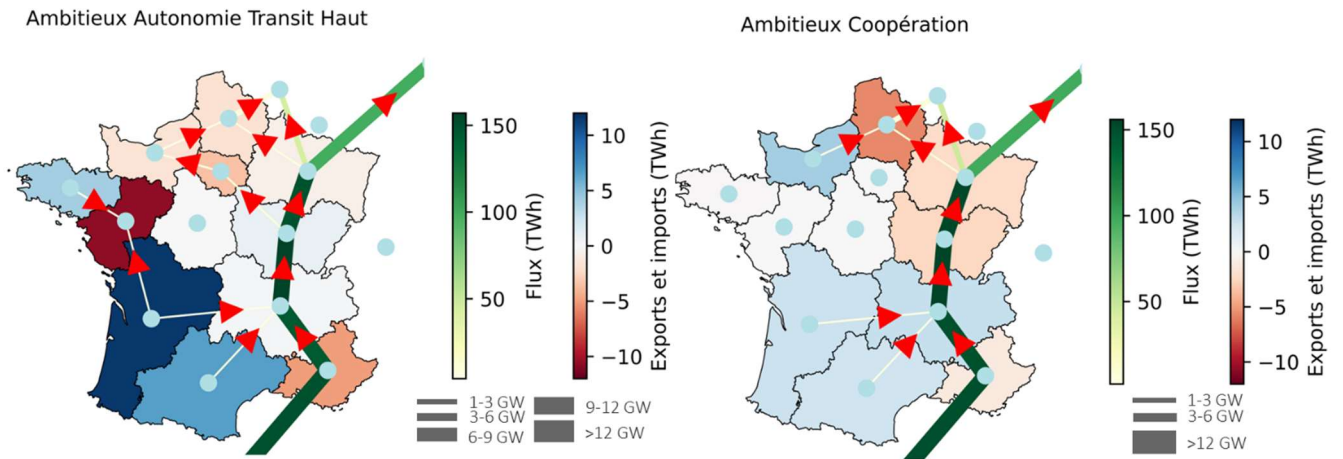 Ambitieux Autonomie Transit Haut
150
100
50
Flux (TWh)
10
5
0
−5
−10
Exports et imports (TWh)
1-3 GW
3-6 GW
6-9 GW
9-12 GW
>12 GW
Ambitieux Coopération
150
100
50
Flux (TWh)
10
5
0
−5
−10
Exports et imports (TWh)
1-3 GW
3-6 GW
>12 GW